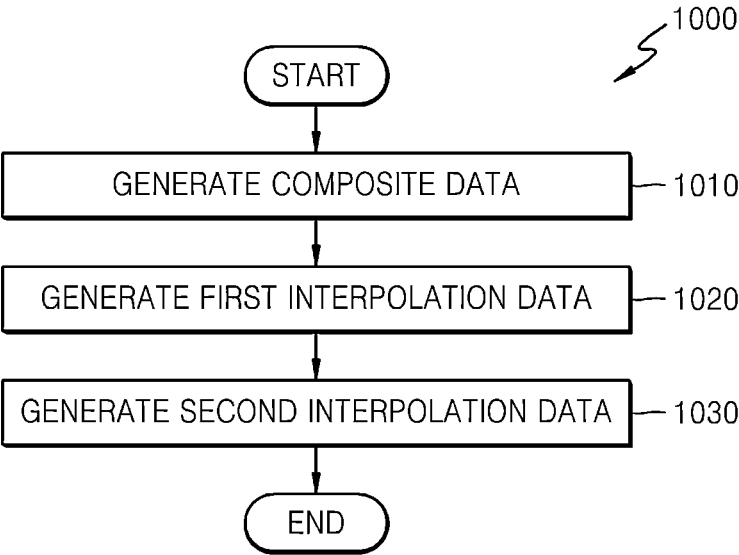 1000
START
GENERATE COMPOSITE DATA
1010
GENERATE FIRST INTERPOLATION DATA
1020
GENERATE SECOND INTERPOLATION DATA
1030
END